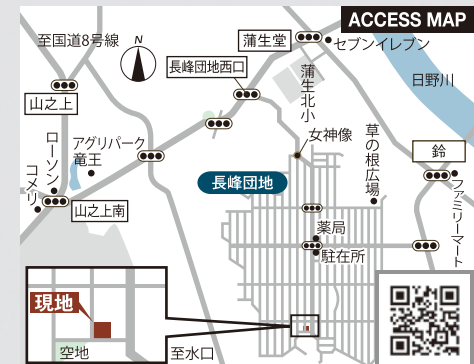 ACCESS MAP
至国道8号線
N
蒲生堂
セブンイレブン
長峰団地西口
日野川
山之上
蒲生北小
アグリパーク
竜王
女神像
草の根広場
鈴
ローソン
コメリ
長峰団地
ファミリーマート
山之上南
薬局
駐在所
現地
空地
至水口